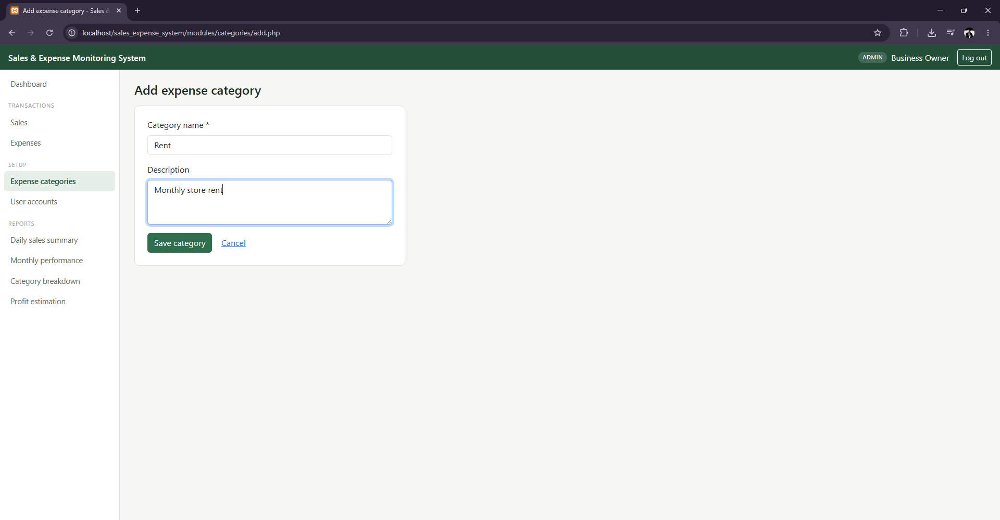 Add expense category - Sales &
localhost/sales_expense_system/modules/categories/add.php
Sales & Expense Monitoring System
ADMIN Business Owner Log out
Dashboard
TRANSACTIONS
Sales
Expenses
SETUP
Expense categories
User accounts
REPORTS
Daily sales summary
Monthly performance
Category breakdown
Profit estimation
Add expense category
Category name *
Rent
Description
Monthly store rent
Save category Cancel